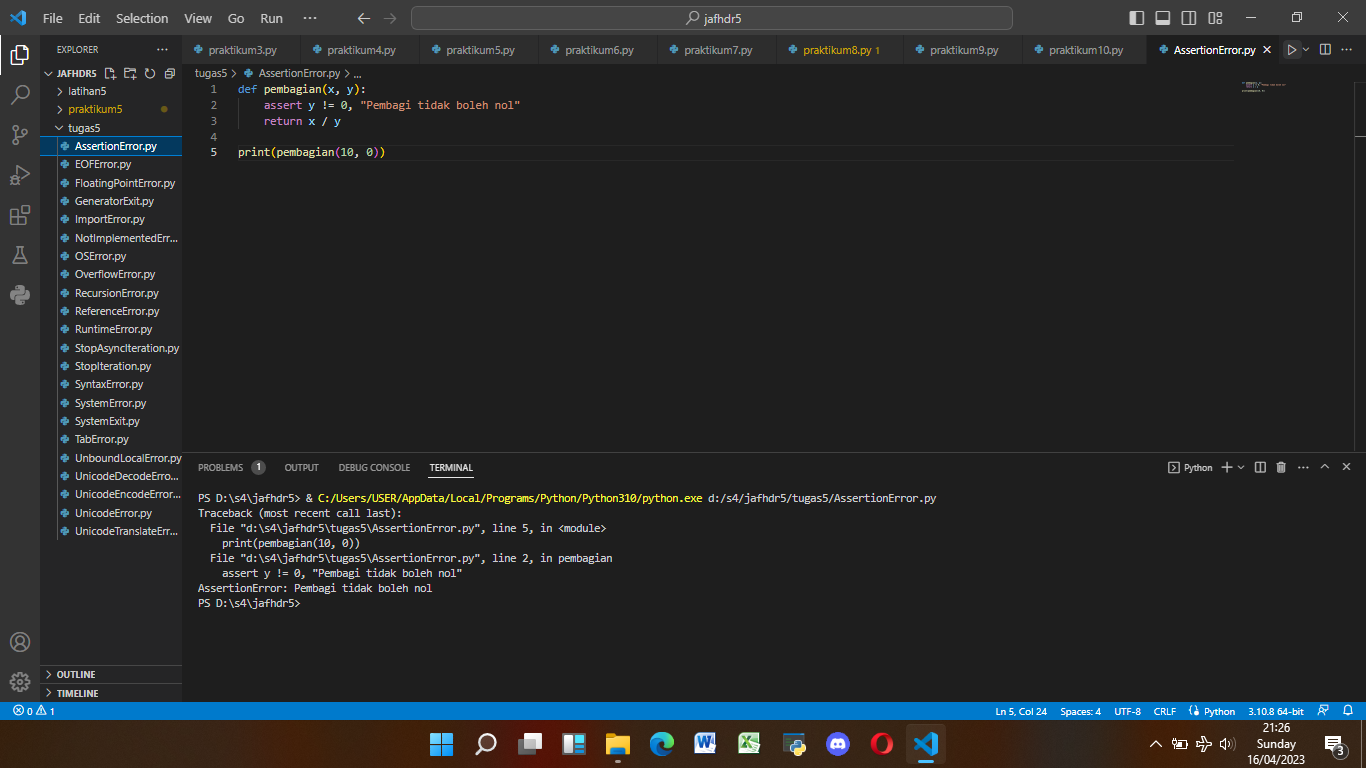 File Edit Selection View Go Run ··· jafhdr5
EXPLORER ···
praktikum3.py praktikum4.py praktikum5.py praktikum6.py praktikum7.py praktikum8.py 1 praktikum9.py praktikum10.py AssertionError.py
JAFHDR5
latihan5
praktikum5
tugas5
AssertionError.py
EOFError.py
FloatingPointError.py
GeneratorExit.py
ImportError.py
NotImplementedErr...
OSError.py
OverflowError.py
RecursionError.py
ReferenceError.py
RuntimeError.py
StopAsyncIteration.py
StopIteration.py
SyntaxError.py
SystemError.py
SystemExit.py
TabError.py
UnboundLocalError.py
UnicodeDecodeErro...
UnicodeEncodeError...
UnicodeError.py
UnicodeTranslateErr...
OUTLINE
TIMELINE
tugas5 > AssertionError.py > ...
1 def pembagian(x, y):
2 assert y != 0, "Pembagi tidak boleh nol"
3 return x / y
4
5 print(pembagian(10, 0))
PROBLEMS 1 OUTPUT DEBUG CONSOLE TERMINAL Python
PS D:\s4\jafhdr5> & C:/Users/USER/AppData/Local/Programs/Python/Python310/python.exe d:/s4/jafhdr5/tugas5/AssertionError.py
Traceback (most recent call last):
File "d:\s4\jafhdr5\tugas5\AssertionError.py", line 5, in <module>
print(pembagian(10, 0))
File "d:\s4\jafhdr5\tugas5\AssertionError.py", line 2, in pembagian
assert y != 0, "Pembagi tidak boleh nol"
AssertionError: Pembagi tidak boleh nol
PS D:\s4\jafhdr5>
0 1 Ln 5, Col 24 Spaces: 4 UTF-8 CRLF Python 3.10.8 64-bit
21:26
Sunday
16/04/2023
3